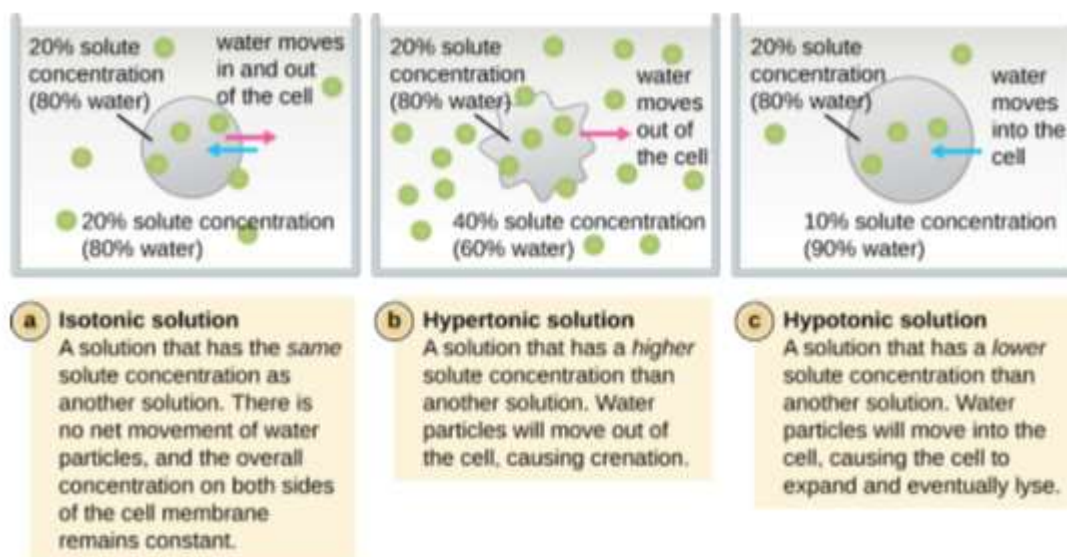 20% solute
concentration
(80% water)
water moves
in and out
of the cell
20% solute concentration
(80% water)
20% solute
concentration
(80% water)
water
moves
out of
the cell
40% solute concentration
(60% water)
20% solute
concentration
(80% water)
water
moves
into the
cell
10% solute concentration
(90% water)
a Isotonic solution
A solution that has the same
solute concentration as
another solution. There is
no net movement of water
particles, and the overall
concentration on both sides
of the cell membrane
remains constant.
b Hypertonic solution
A solution that has a higher
solute concentration than
another solution. Water
particles will move out of
the cell, causing crenation.
c Hypotonic solution
A solution that has a lower
solute concentration than
another solution. Water
particles will move into the
cell, causing the cell to
expand and eventually lyse.